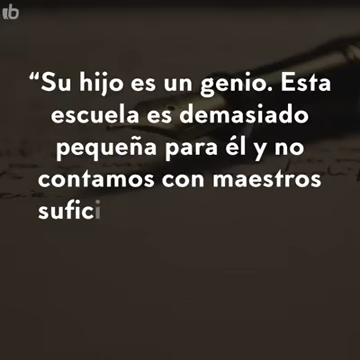 “Su hijo es un genio. Esta
escuela es demasiado
pequeña para él y no
contamos con maestros
sufici